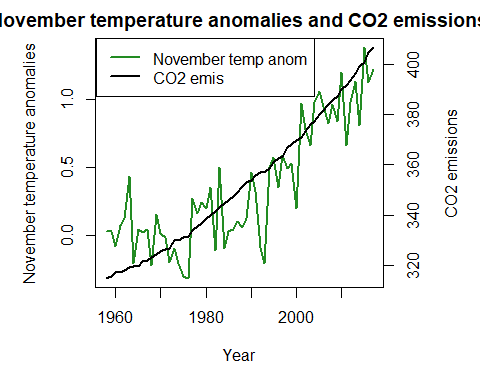 November temperature anomalies and CO2 emissions
November temp anom
CO2 emis
November temperature anomalies
0.0
0.5
1.0
320
340
360
380
400
CO2 emissions
1960
1980
2000
Year